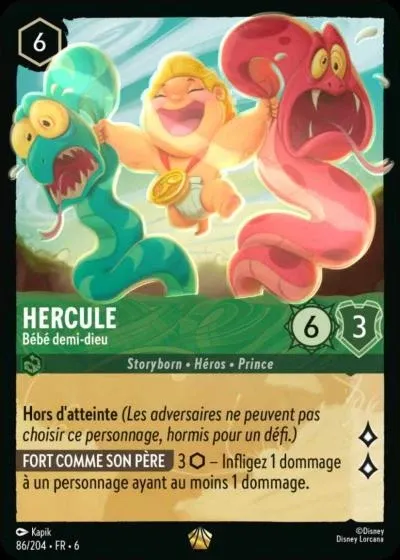 6
HERCULE
Bébé demi-dieu
6
3
Storyborn • Héros • Prince
Hors d'atteinte (Les adversaires ne peuvent pas
choisir ce personnage, hormis pour un défi.)
FORT COMME SON PÈRE 3 – Infligez 1 dommage
à un personnage ayant au moins 1 dommage.
Kapik
©Disney
86/204 • FR • 6
Disney Lorcana